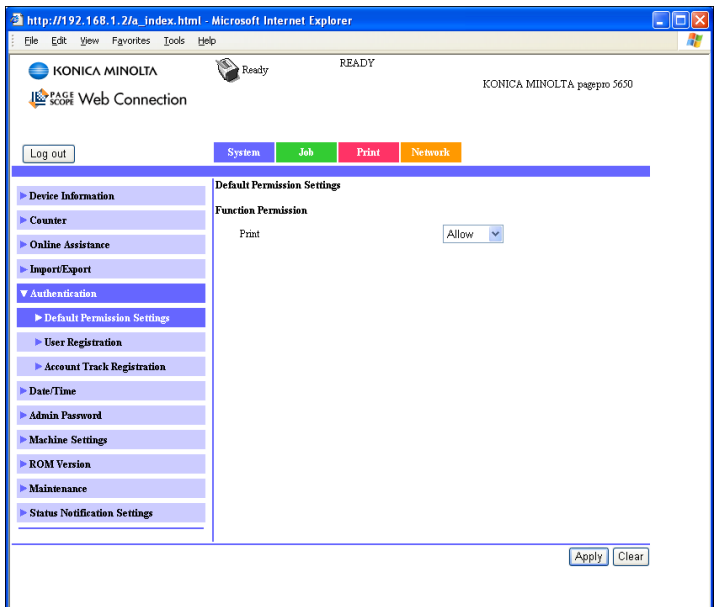 http://192.168.1.2/a_index.html - Microsoft Internet Explorer
File Edit View Favorites Tools Help
KONICA MINOLTA
Ready
READY
KONICA MINOLTA pagepro 5650
PAGE SCOPE Web Connection
Log out
System Job Print Network
Device Information
Counter
Online Assistance
Import/Export
Authentication
Default Permission Settings
User Registration
Account Track Registration
Date/Time
Admin Password
Machine Settings
ROM Version
Maintenance
Status Notification Settings
Default Permission Settings
Function Permission
Print Allow
Apply Clear